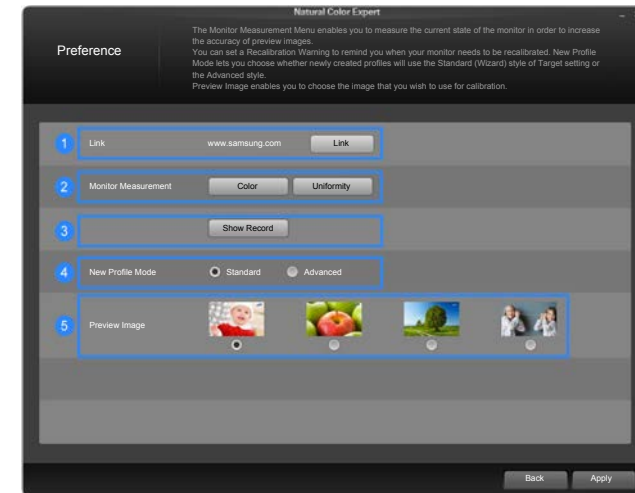 Natural Color Expert
Preference
The Monitor Measurement Menu enables you to measure the current state of the monitor in order to increase
the accuracy of preview images.
You can set a Recalibration Warning to remind you when your monitor needs to be recalibrated. New Profile
Mode lets you choose whether newly created profiles will use the Standard (Wizard) style of Target setting or
the Advanced style.
Preview Image enables you to choose the image that you wish to use for calibration.
1 Link www.samsung.com Link
2 Monitor Measurement Color Uniformity
3 Show Record
4 New Profile Mode Standard Advanced
5 Preview Image
Back Apply